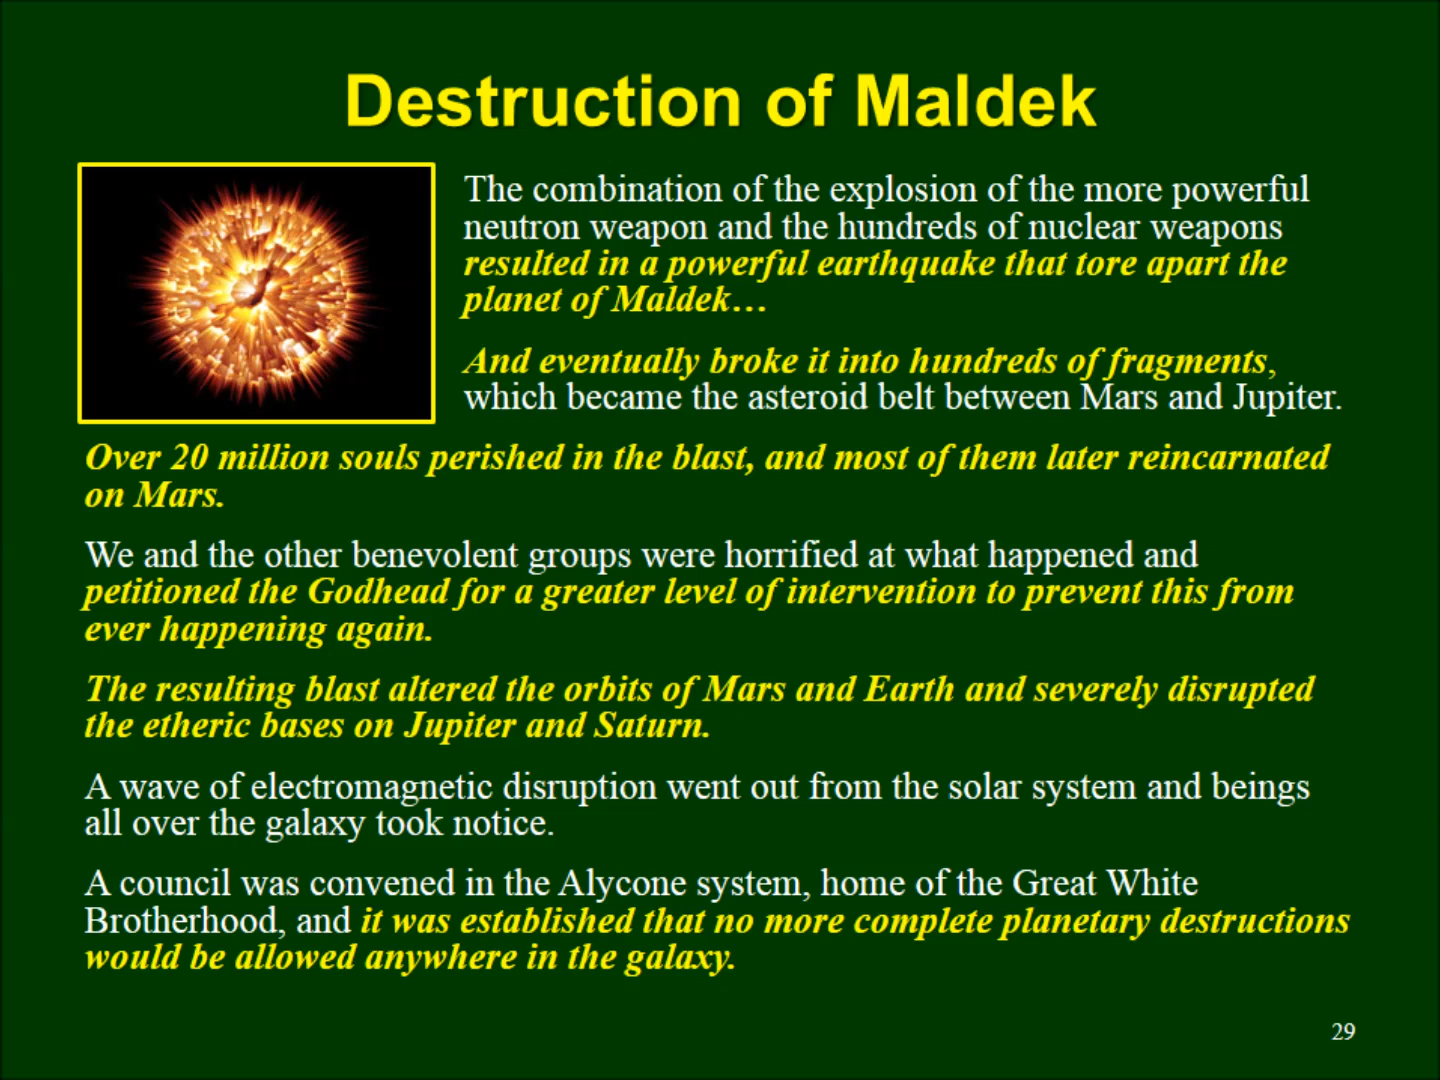 Destruction of Maldek
The combination of the explosion of the more powerful
neutron weapon and the hundreds of nuclear weapons
resulted in a powerful earthquake that tore apart the
planet of Maldek…
And eventually broke it into hundreds of fragments,
which became the asteroid belt between Mars and Jupiter.
Over 20 million souls perished in the blast, and most of them later reincarnated
on Mars.
We and the other benevolent groups were horrified at what happened and
petitioned the Godhead for a greater level of intervention to prevent this from
ever happening again.
The resulting blast altered the orbits of Mars and Earth and severely disrupted
the etheric bases on Jupiter and Saturn.
A wave of electromagnetic disruption went out from the solar system and beings
all over the galaxy took notice.
A council was convened in the Alycone system, home of the Great White
Brotherhood, and it was established that no more complete planetary destructions
would be allowed anywhere in the galaxy.
29